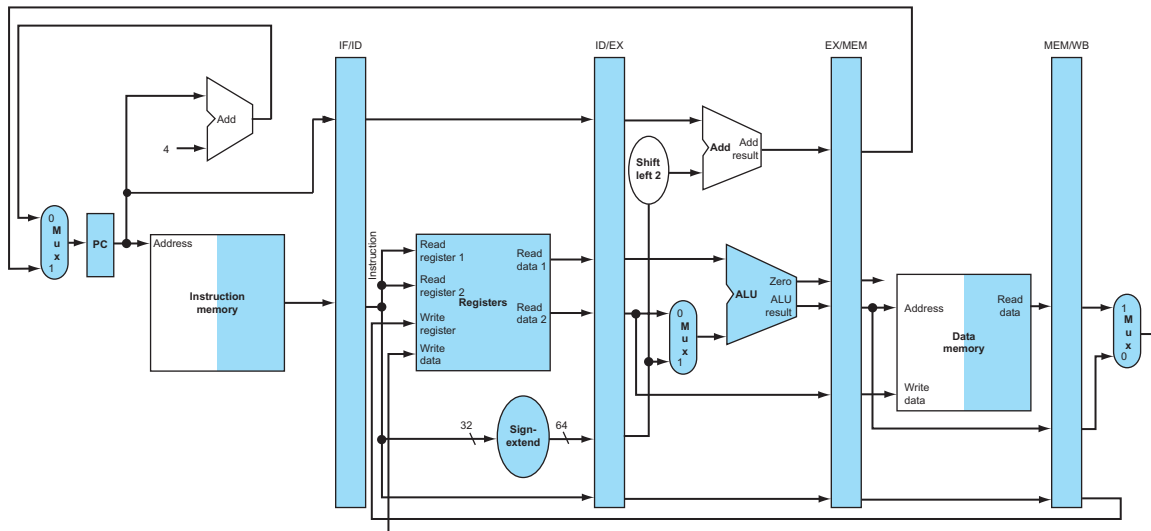 IF/ID
ID/EX
EX/MEM
MEM/WB
Add
4
Add
Add
result
Shift
left 2
0
M
u
x
1
PC
Address
Instruction
memory
Instruction
Read
register 1
Read
register 2
Write
register
Write
data
Registers
Read
data 1
Read
data 2
0
M
u
x
1
ALU
Zero
ALU
result
Address
Write
data
Data
memory
Read
data
1
M
u
x
0
32
Sign-
extend
64